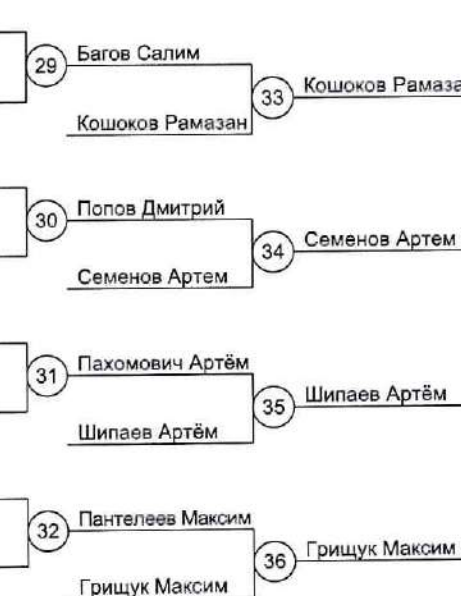 Багов Салим
29
Кошоков Рамаза
33
Кошоков Рамазан
Попов Дмитрий
30
Семенов Артем
34
Семенов Артем
Пахомович Артём
31
Шипаев Артём
35
Шипаев Артём
Пантелеев Максим
32
Грищук Максим
36
Грищук Максим